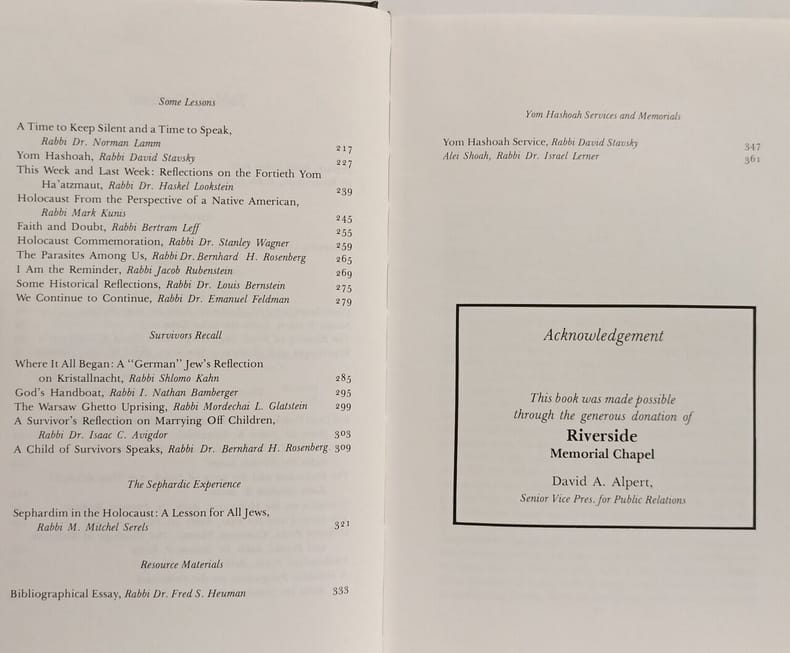 Some Lessons
A Time to Keep Silent and a Time to Speak,
Rabbi Dr. Norman Lamm 217
Yom Hashoah, Rabbi David Stavsky 227
This Week and Last Week: Reflections on the Fortieth Yom
Ha'atzmaut, Rabbi Dr. Haskel Lookstein 239
Holocaust From the Perspective of a Native American,
Rabbi Mark Kunis 245
Faith and Doubt, Rabbi Bertram Leff 255
Holocaust Commemoration, Rabbi Dr. Stanley Wagner 259
The Parasites Among Us, Rabbi Dr. Bernhard H. Rosenberg 265
I Am the Reminder, Rabbi Jacob Rubenstein 269
Some Historical Reflections, Rabbi Dr. Louis Bernstein 275
We Continue to Continue, Rabbi Dr. Emanuel Feldman 279
Survivors Recall
Where It All Began: A "German" Jew's Reflection
on Kristallnacht, Rabbi Shlomo Kahn 285
God's Handboat, Rabbi I. Nathan Bamberger 295
The Warsaw Ghetto Uprising, Rabbi Mordechai L. Glatstein 299
A Survivor's Reflection on Marrying Off Children,
Rabbi Dr. Isaac C. Avigdor 303
A Child of Survivors Speaks, Rabbi Dr. Bernhard H. Rosenberg 309
The Sephardic Experience
Sephardim in the Holocaust: A Lesson for All Jews,
Rabbi M. Mitchel Serels 321
Resource Materials
Bibliographical Essay, Rabbi Dr. Fred S. Heuman 333
Yom Hashoah Services and Memorials
Yom Hashoah Service, Rabbi David Stavsky 347
Alei Shoah, Rabbi Dr. Israel Lerner 361
Acknowledgement
This book was made possible
through the generous donation of
Riverside
Memorial Chapel
David A. Alpert,
Senior Vice Pres. for Public Relations